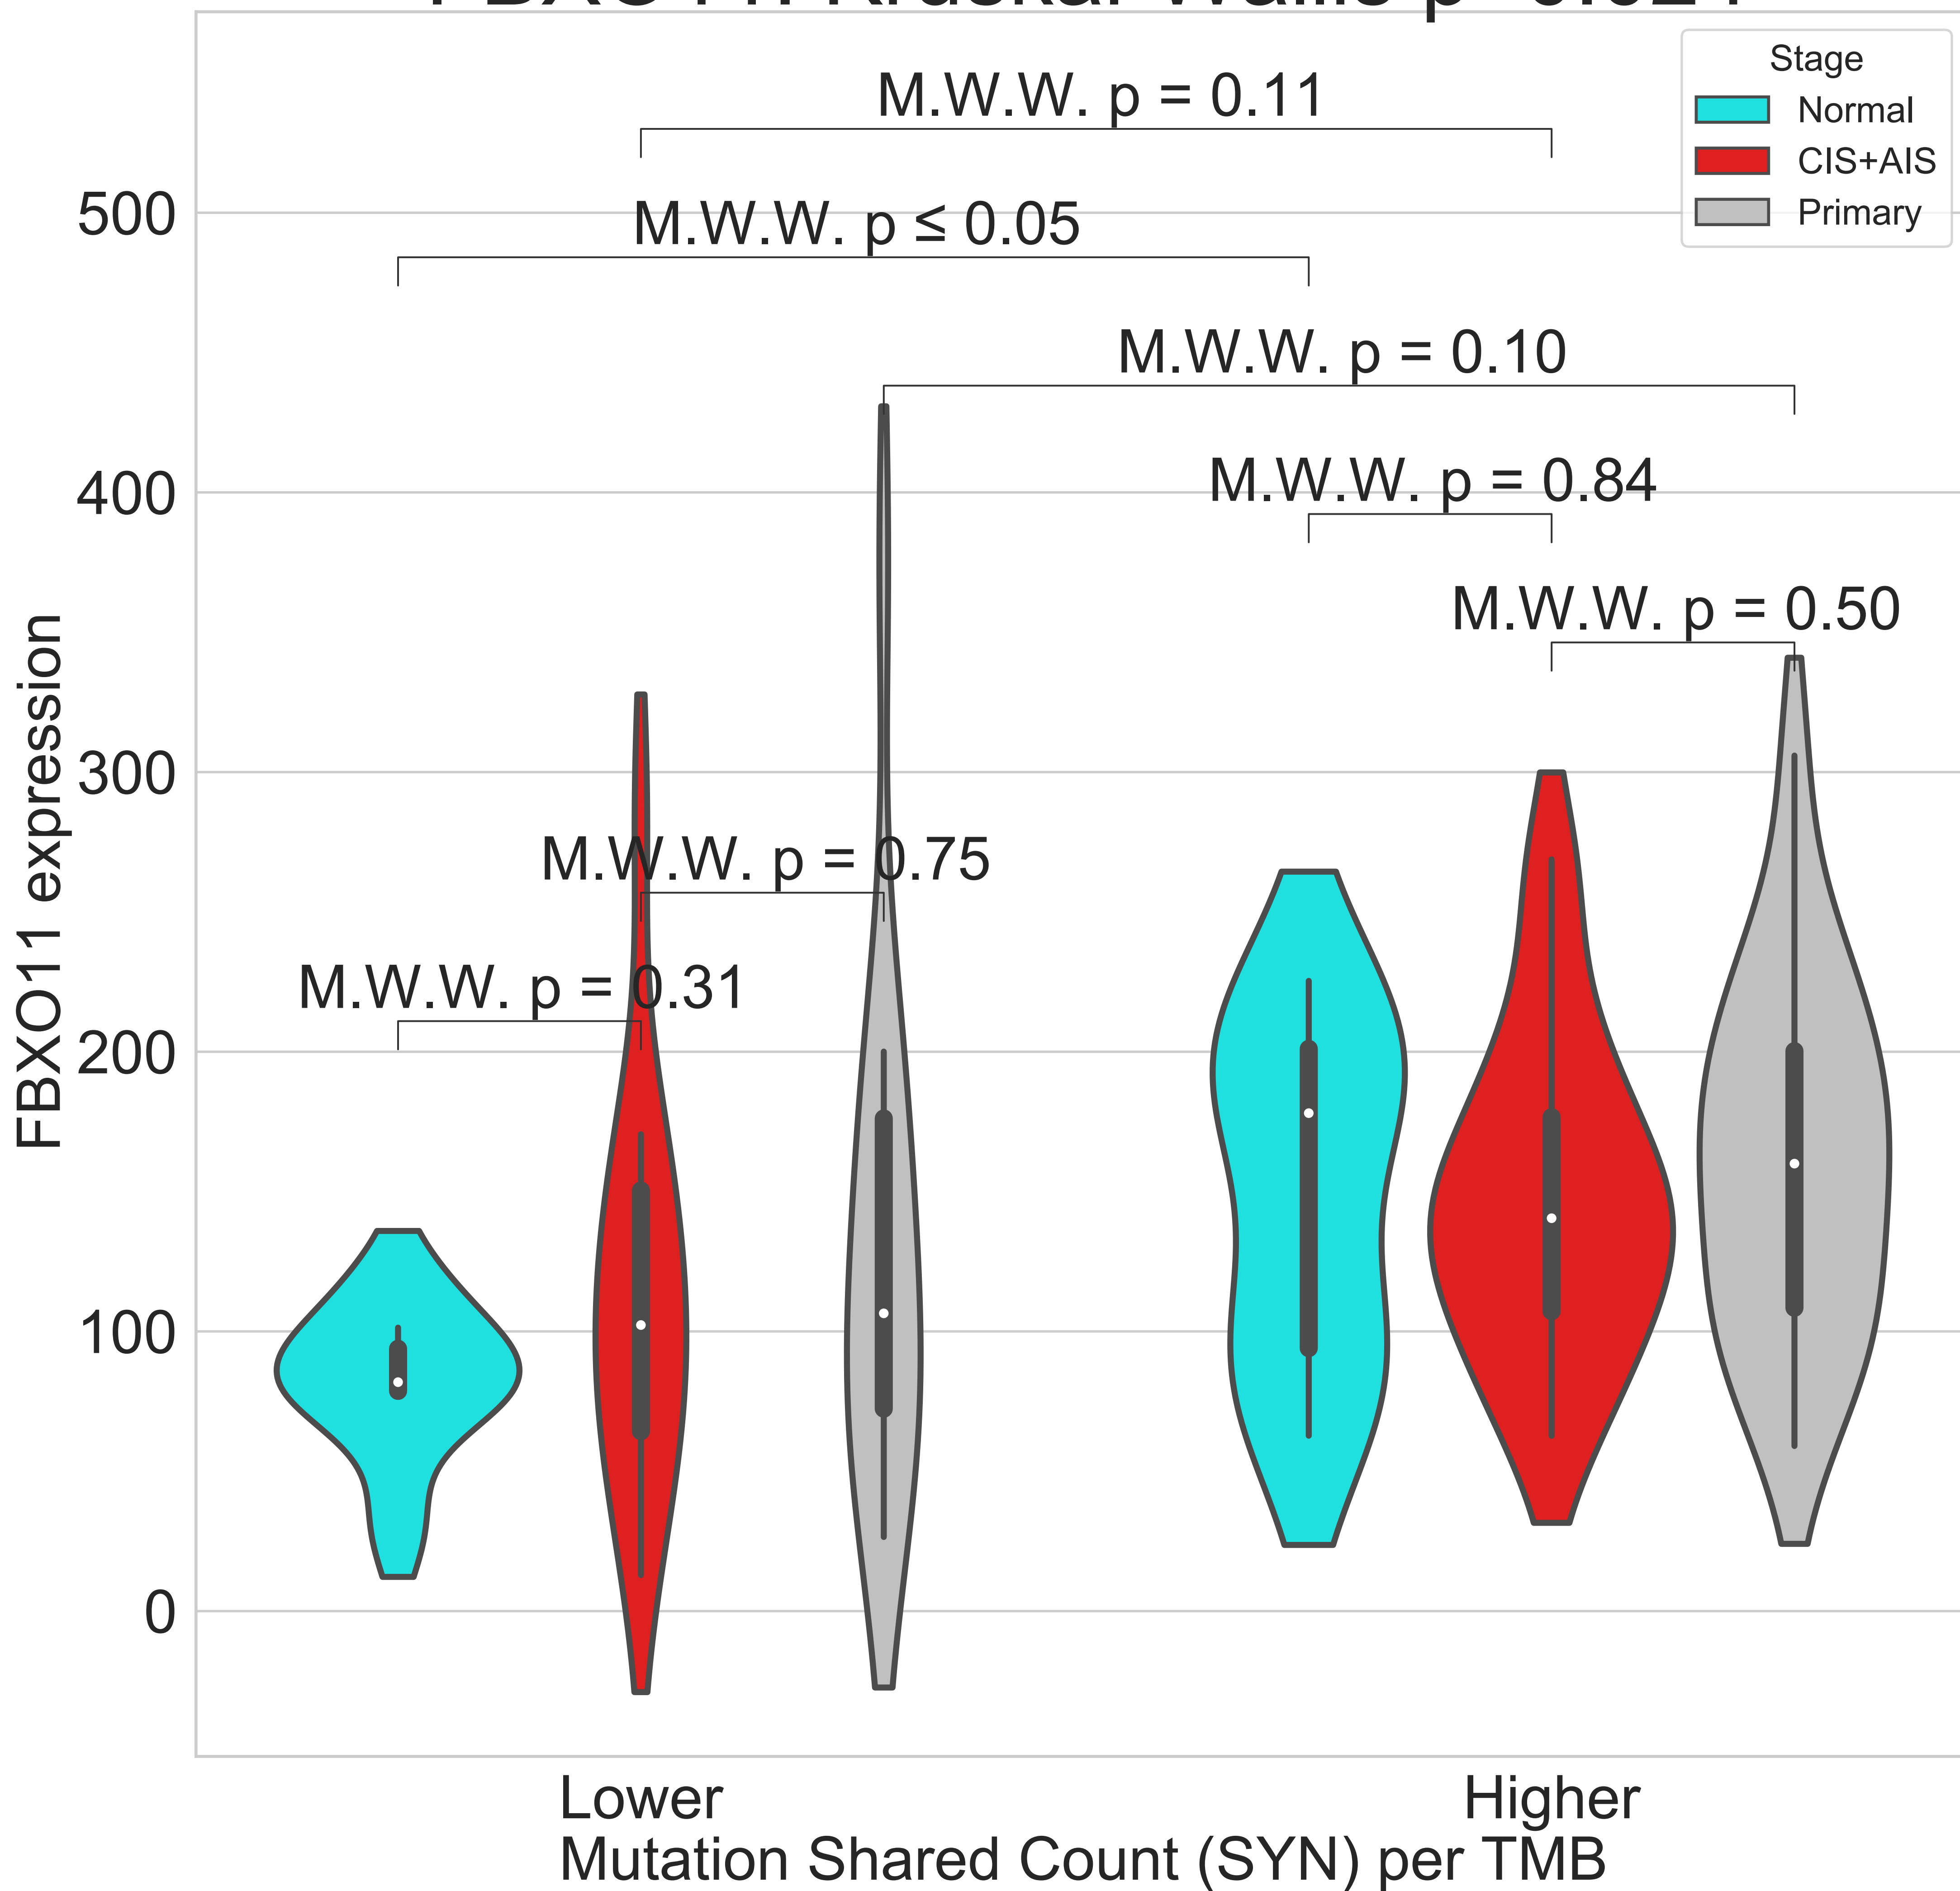 Stage
Normal
CIS+AIS
Primary
M.W.W. p = 0.11
M.W.W. p ≤ 0.05
M.W.W. p = 0.10
M.W.W. p = 0.84
M.W.W. p = 0.50
M.W.W. p = 0.75
M.W.W. p = 0.31
FBXO11 expression
500
400
300
200
100
0
Lower
Higher
Mutation Shared Count (SYN) per TMB